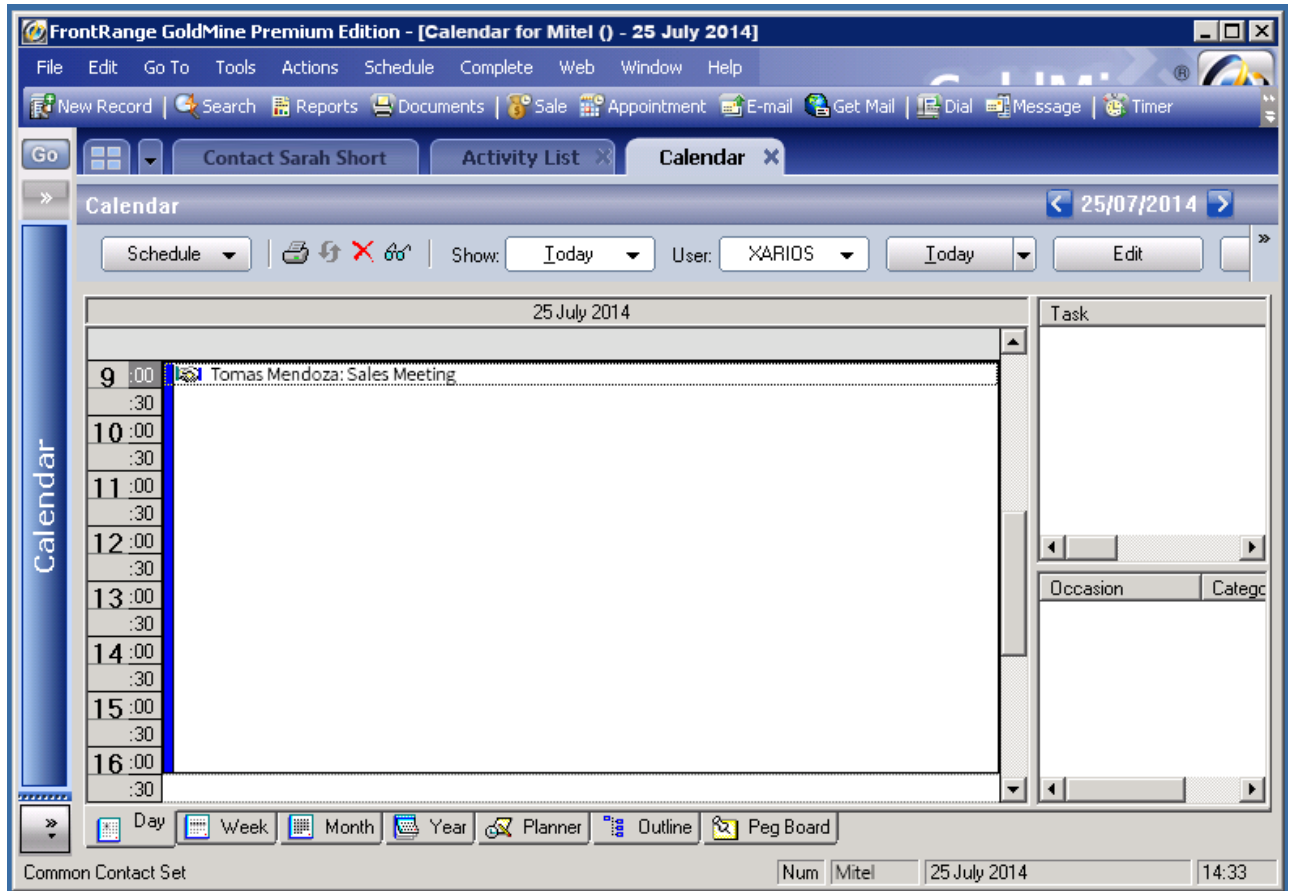 FrontRange GoldMine Premium Edition - [Calendar for Mitel () - 25 July 2014]
File Edit Go To Tools Actions Schedule Complete Web Window Help
®
New Record | Search Reports Documents | Sale Appointment E-mail Get Mail | Dial Message | Timer
Go Contact Sarah Short Activity List Calendar
Calendar 25/07/2014
Schedule Show: Today User: XARIOS Today Edit
25 July 2014 Task
9 :00 Tomas Mendoza: Sales Meeting
:30
10 :00
:30
11 :00
:30
12 :00
:30
13 :00
:30
14 :00
:30
15 :00
:30
16 :00
:30
Occasion Catego
Calendar
Day Week Month Year Planner Outline Peg Board
Common Contact Set Num Mitel 25 July 2014 14:33